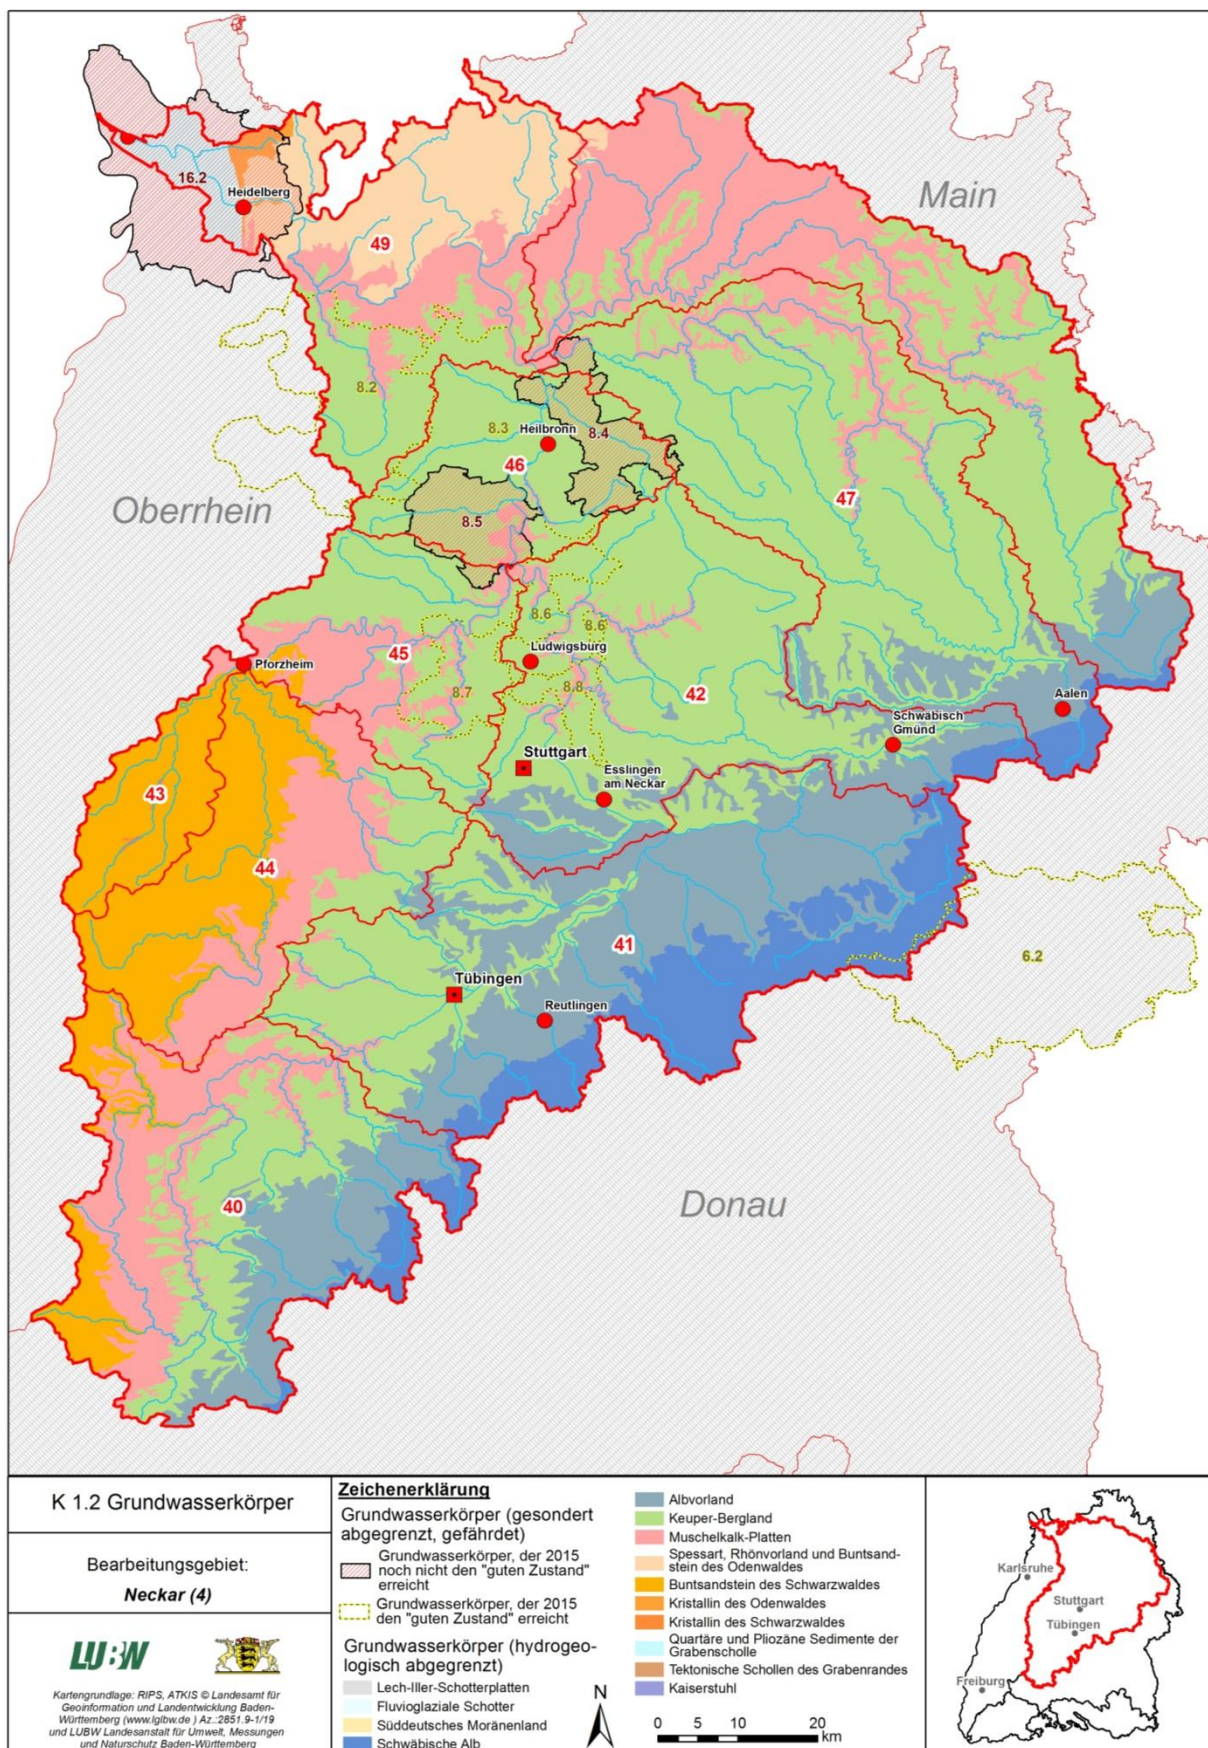 Main
16.2
Heidelberg
49
8.2
8.3
Heilbronn
8.4
46
47
Oberrhein
8.5
8.6
8.6
Ludwigsburg
Pforzheim
45
8.7
8.8
42
Aalen
Schwäbisch
Gmünd
Stuttgart
Esslingen
am Neckar
43
44
41
6.2
Tübingen
Reutlingen
40
Donau
K 1.2 Grundwasserkörper
Bearbeitungsgebiet:
Neckar (4)
LUBW
Kartengrundlage: RIPS, ATKIS © Landesamt für
Geoinformation und Landentwicklung Baden-
Württemberg (www.lglbw.de ) Az.:2851.9-1/19
und LUBW Landesanstalt für Umwelt, Messungen
und Naturschutz Baden-Württemberg
Zeichenerklärung
Grundwasserkörper (gesondert
abgegrenzt, gefährdet)
Grundwasserkörper, der 2015
noch nicht den "guten Zustand"
erreicht
Grundwasserkörper, der 2015
den "guten Zustand" erreicht
Grundwasserkörper (hydrogeo-
logisch abgegrenzt)
Lech-Iller-Schotterplatten
Fluvioglaziale Schotter
Süddeutsches Moränenland
Schwäbische Alb
Albvorland
Keuper-Bergland
Muschelkalk-Platten
Spessart, Rhönvorland und Buntsand-
stein des Odenwaldes
Buntsandstein des Schwarzwaldes
Kristallin des Odenwaldes
Kristallin des Schwarzwaldes
Quartäre und Pliozäne Sedimente der
Grabenscholle
Tektonische Schollen des Grabenrandes
Kaiserstuhl
N
0 5 10 20
km
Karlsruhe
Stuttgart
Tübingen
Freiburg